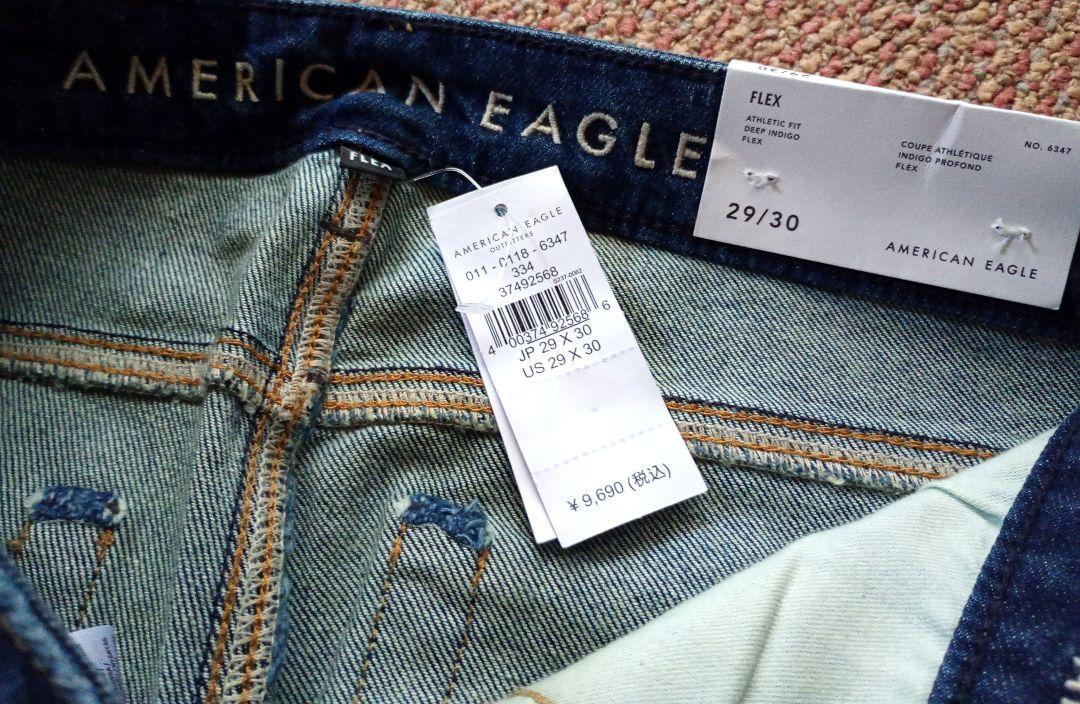 AMERICAN EAGLE
FLEX
FLEX
ATHLETIC FIT
DEEP INDIGO
FLEX
COUPE ATHLÉTIQUE
INDIGO PROFOND
FLEX
NO. 6347
29/30
AMERICAN EAGLE
AMERICAN EAGLE
OUTFITTERS
011 - 0118 - 6347
334
37492568
5237-0082
4 00374 92568 6
JP 29 X 30
US 29 X 30
¥ 9,690 (税込)